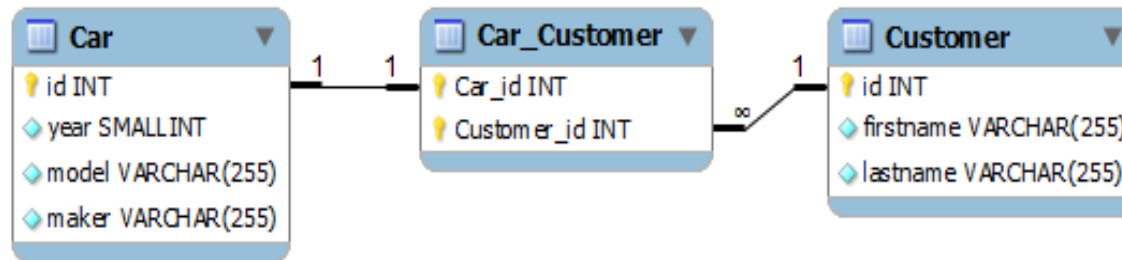 Car
id INT
year SMALLINT
model VARCHAR(255)
maker VARCHAR(255)
1
1
Car_Customer
Car_id INT
Customer_id INT
∞
1
Customer
id INT
firstname VARCHAR(255)
lastname VARCHAR(255)